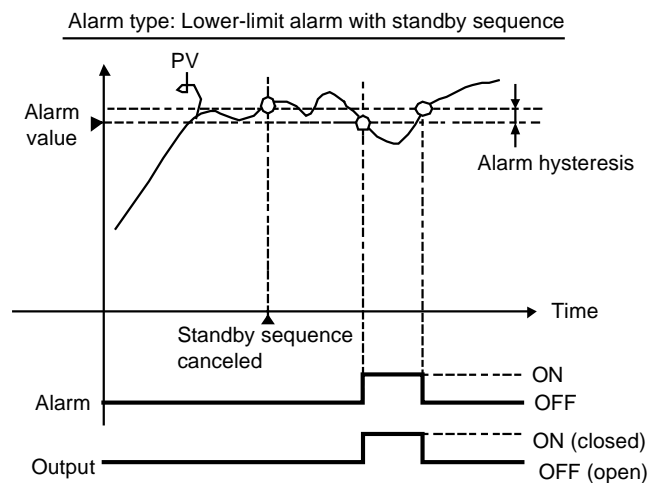 Alarm type: Lower-limit alarm with standby sequence
PV
Alarm
value
Alarm hysteresis
Time
Standby sequence
canceled
ON
Alarm
OFF
ON (closed)
Output
OFF (open)